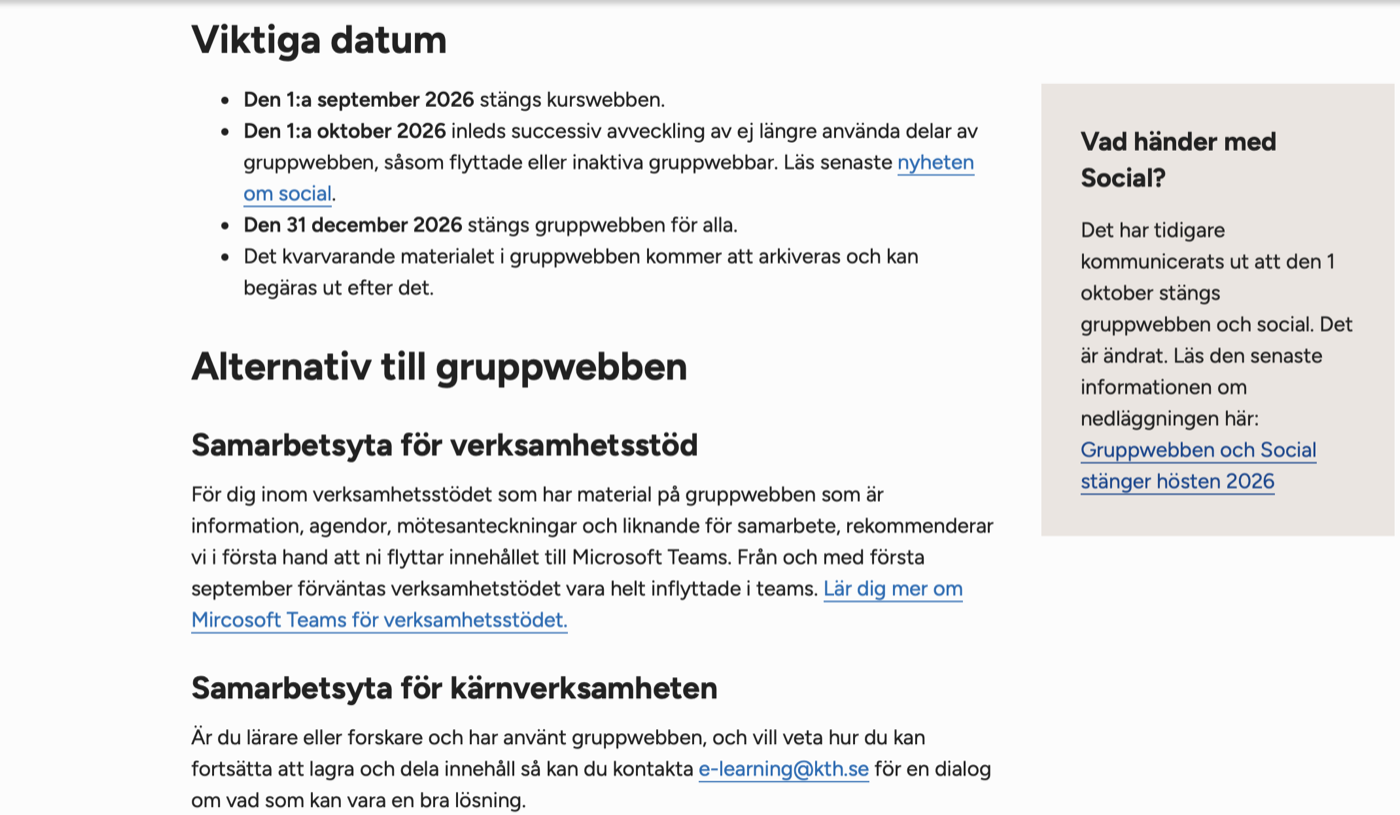 Viktiga datum
Den 1:a september 2026 stängs kurswebben.
Den 1:a oktober 2026 inleds successiv avveckling av ej längre använda delar av
gruppwebben, såsom flyttade eller inaktiva gruppwebbar. Läs senaste nyheten
om social.
Den 31 december 2026 stängs gruppwebben för alla.
Det kvarvarande materialet i gruppwebben kommer att arkiveras och kan
begäras ut efter det.
Alternativ till gruppwebben
Samarbetsyta för verksamhetsstöd
För dig inom verksamhetsstödet som har material på gruppwebben som är
information, agendor, mötesanteckningar och liknande för samarbete, rekommenderar
vi i första hand att ni flyttar innehållet till Microsoft Teams. Från och med första
september förväntas verksamhetstödet vara helt inflyttade i teams. Lär dig mer om
Mircosoft Teams för verksamhetsstödet.
Samarbetsyta för kärnverksamheten
Är du lärare eller forskare och har använt gruppwebben, och vill veta hur du kan
fortsätta att lagra och dela innehåll så kan du kontakta e-learning@kth.se för en dialog
om vad som kan vara en bra lösning.
Vad händer med
Social?
Det har tidigare
kommunicerats ut att den 1
oktober stängs
gruppwebben och social. Det
är ändrat. Läs den senaste
informationen om
nedläggningen här:
Gruppwebben och Social
stänger hösten 2026